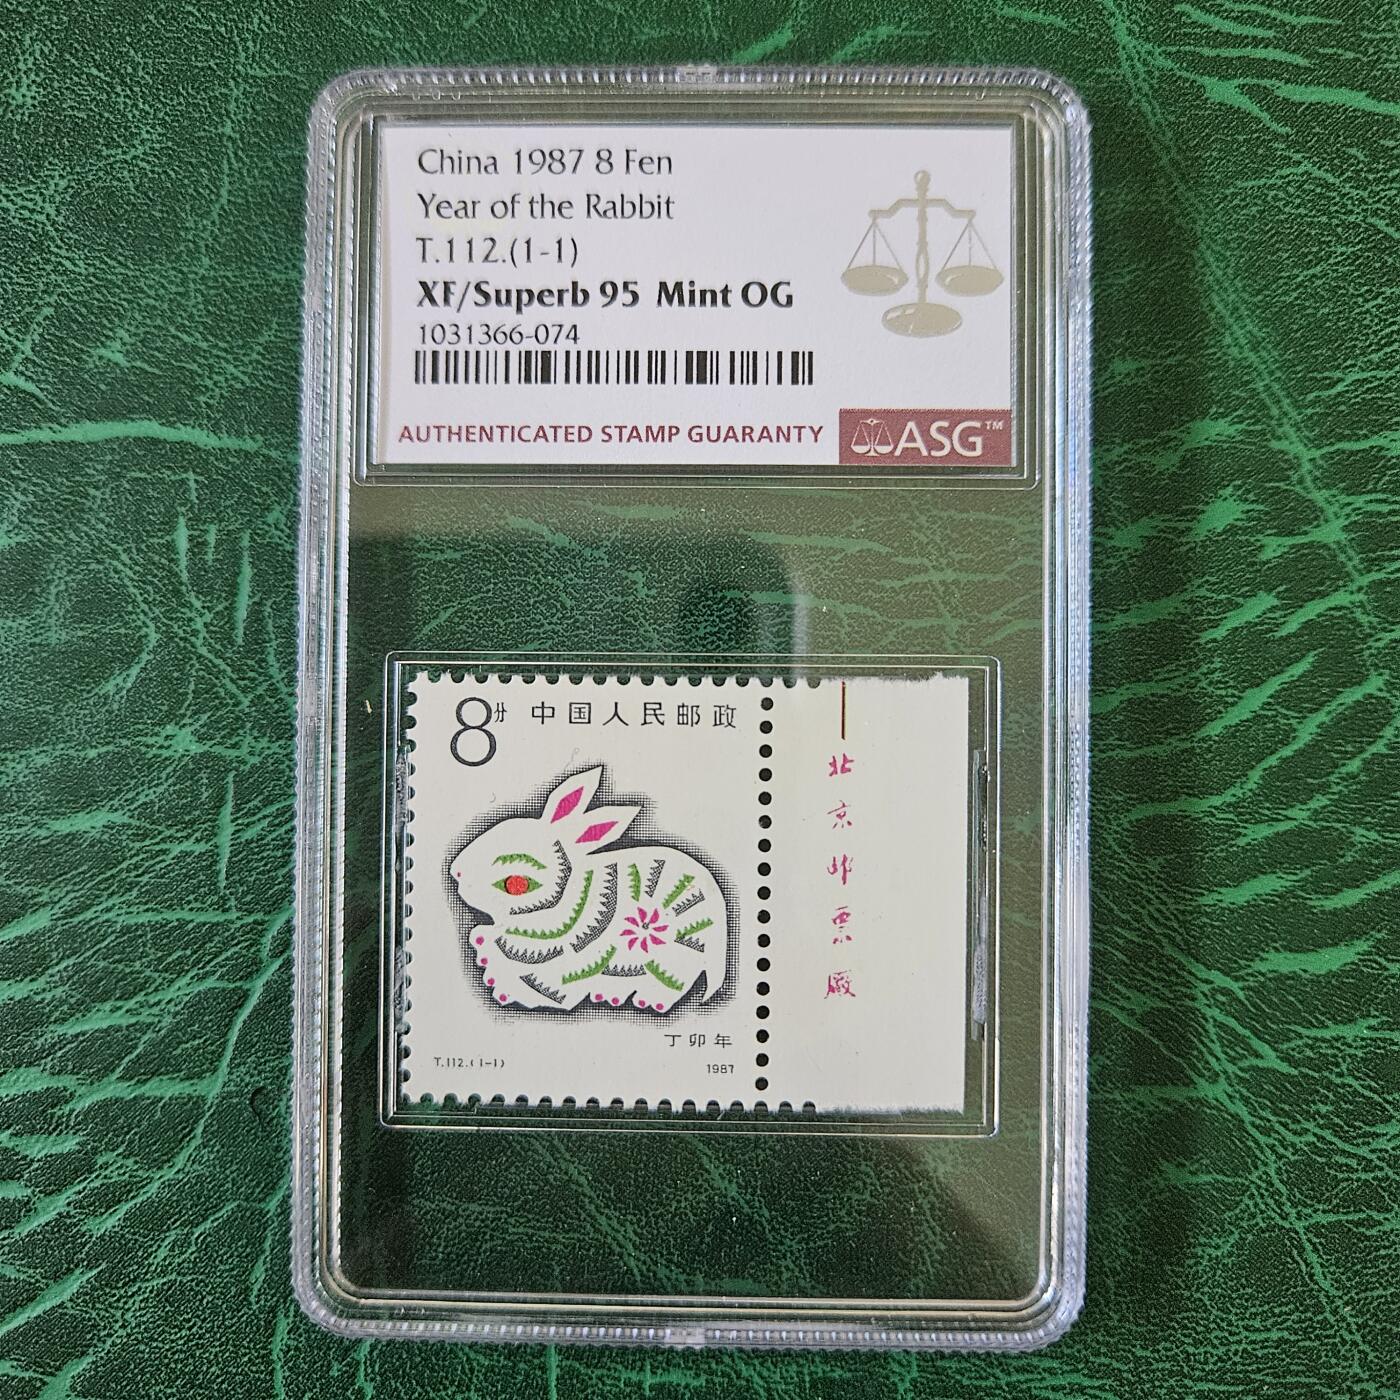 China 1987 8 Fen
Year of the Rabbit
T.112.(1-1)
XF/Superb 95 Mint OG
1031366-074
AUTHENTICATED STAMP GUARANTY
ASG™
8分 中国人民邮政
北京邮票厰
丁卯年
T.112.(1-1)
1987